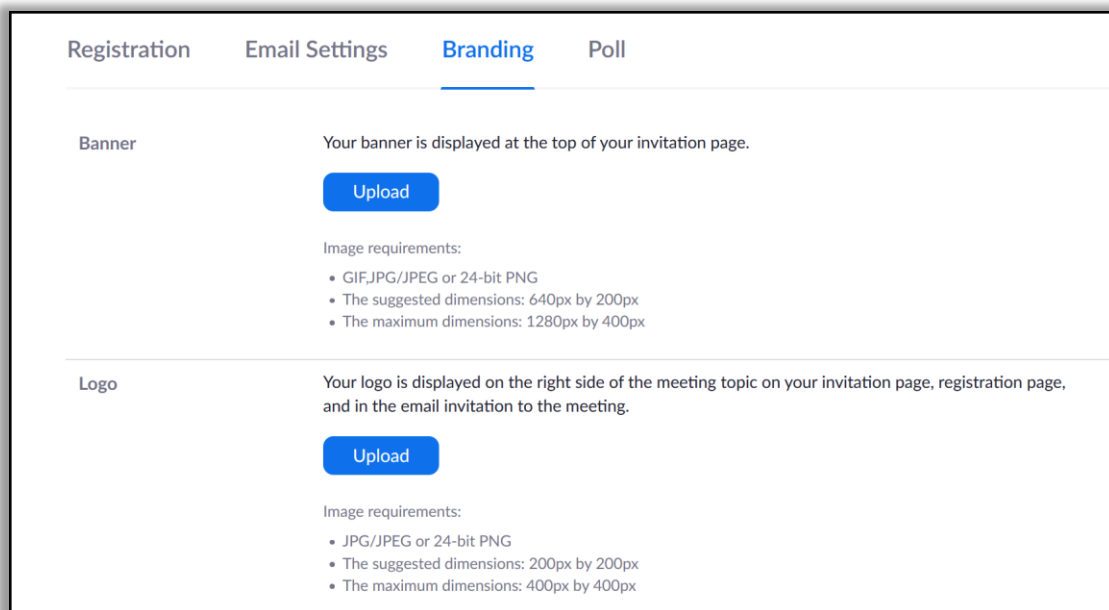 Registration Email Settings Branding Poll
Banner
Your banner is displayed at the top of your invitation page.
Upload
Image requirements:
• GIF,JPG/JPEG or 24-bit PNG
• The suggested dimensions: 640px by 200px
• The maximum dimensions: 1280px by 400px
Logo
Your logo is displayed on the right side of the meeting topic on your invitation page, registration page,
and in the email invitation to the meeting.
Upload
Image requirements:
• JPG/JPEG or 24-bit PNG
• The suggested dimensions: 200px by 200px
• The maximum dimensions: 400px by 400px